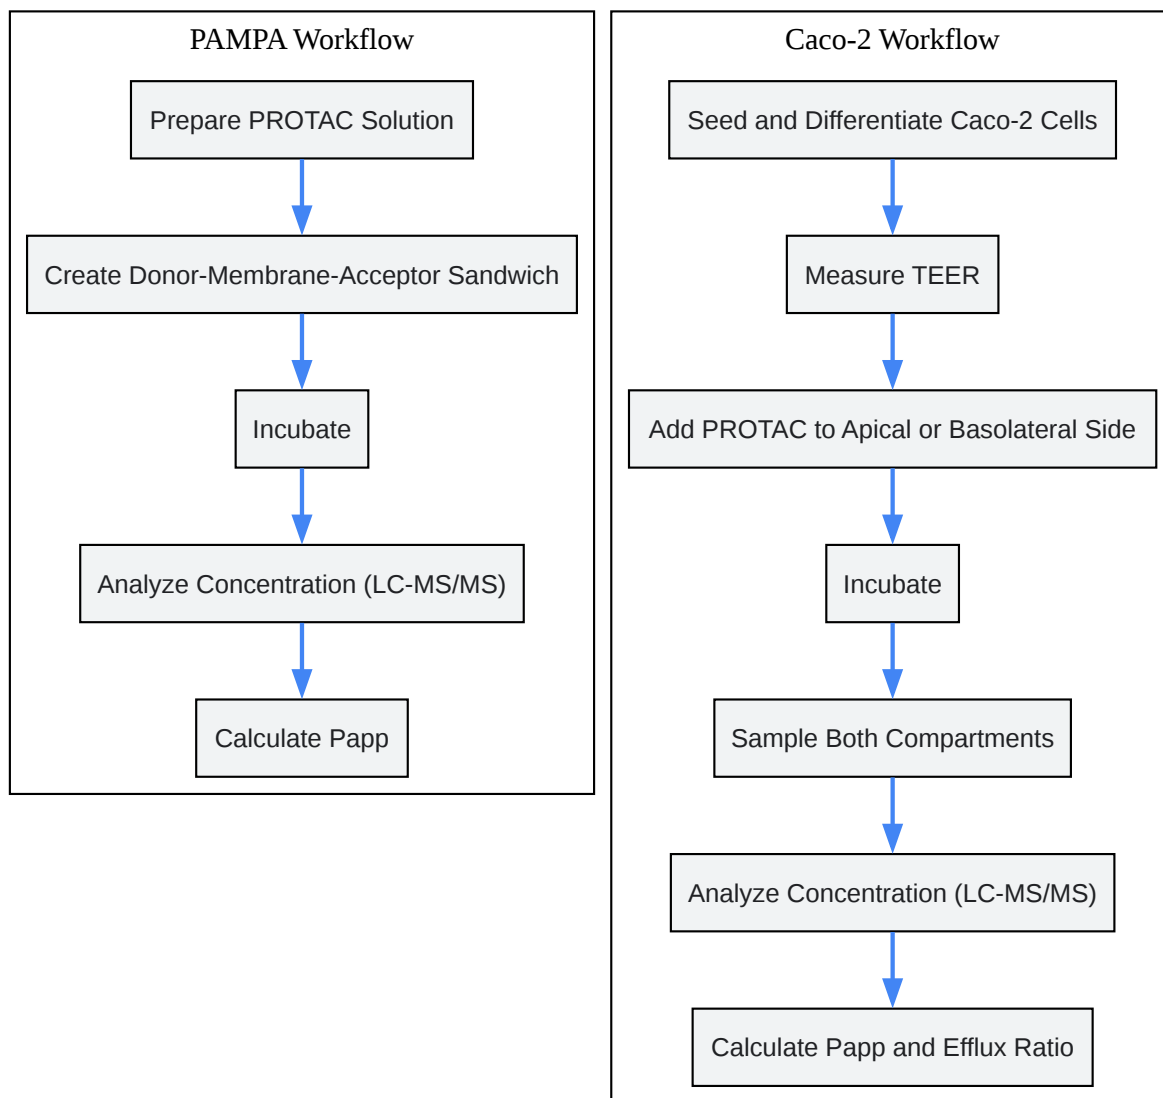 PAMPA Workflow
Prepare PROTAC Solution
Create Donor-Membrane-Acceptor Sandwich
Incubate
Analyze Concentration (LC-MS/MS)
Calculate Papp
Caco-2 Workflow
Seed and Differentiate Caco-2 Cells
Measure TEER
Add PROTAC to Apical or Basolateral Side
Incubate
Sample Both Compartments
Analyze Concentration (LC-MS/MS)
Calculate Papp and Efflux Ratio